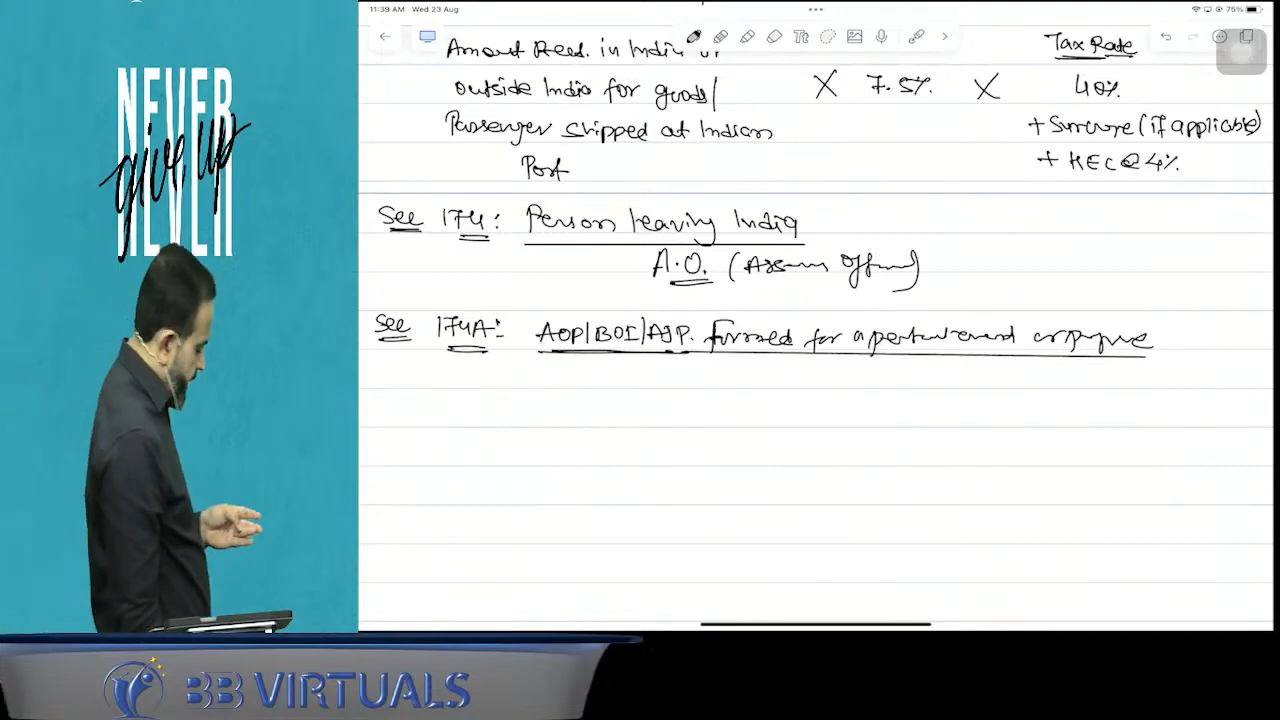 11:39 AM Wed 23 Aug
75%
NEVER
give up
NEVER
Amount Recd. in India or
outside India for goods/
Passenger shipped at Indian
Port
X 7.5% X
Tax Rate
40%
+ Surcharge (if applicable)
+ HEC @ 4%
Sec 174: Person leaving India
A.O. (Assessing Officer)
Sec 174A: AOP/BOI/AJP. formed for a particular event or purpose
BB VIRTUALS